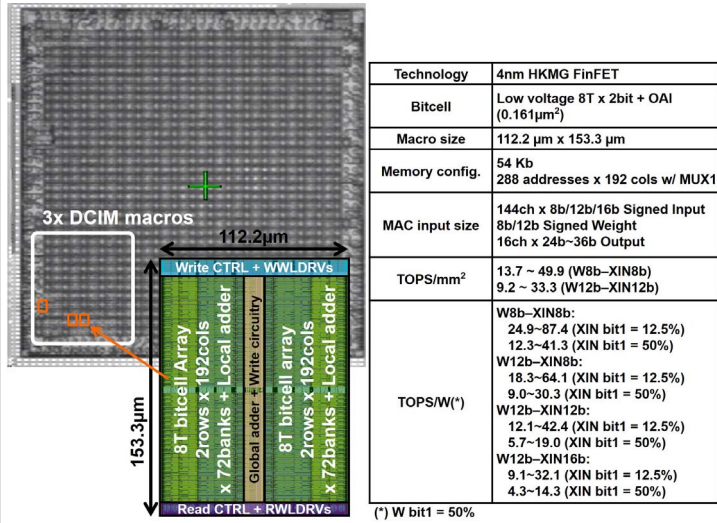 3x DCIM macros
112.2μm
153.3μm
Write CTRL + WWLDRVs
8T bitcell Array
2rows x 192cols
x 72banks + Local adder
Global adder + Write circuitry
8T bitcell array
2rows x 192cols
x 72banks + Local adder
Read CTRL + RWLDRVs
Technology 4nm HKMG FinFET
Bitcell Low voltage 8T x 2bit + OAI
(0.161μm²)
Macro size 112.2 μm x 153.3 μm
Memory config. 54 Kb
288 addresses x 192 cols w/ MUX1
MAC input size 144ch x 8b/12b/16b Signed Input
8b/12b Signed Weight
16ch x 24b~36b Output
TOPS/mm² 13.7 ~ 49.9 (W8b–XIN8b)
9.2 ~ 33.3 (W12b–XIN12b)
TOPS/W(*)
W8b–XIN8b:
24.9~87.4 (XIN bit1 = 12.5%)
12.3~41.3 (XIN bit1 = 50%)
W12b–XIN8b:
18.3~64.1 (XIN bit1 = 12.5%)
9.0~30.3 (XIN bit1 = 50%)
W12b–XIN12b:
12.1~42.4 (XIN bit1 = 12.5%)
5.7~19.0 (XIN bit1 = 50%)
W12b–XIN16b:
9.1~32.1 (XIN bit1 = 12.5%)
4.3~14.3 (XIN bit1 = 50%)
(*) W bit1 = 50%